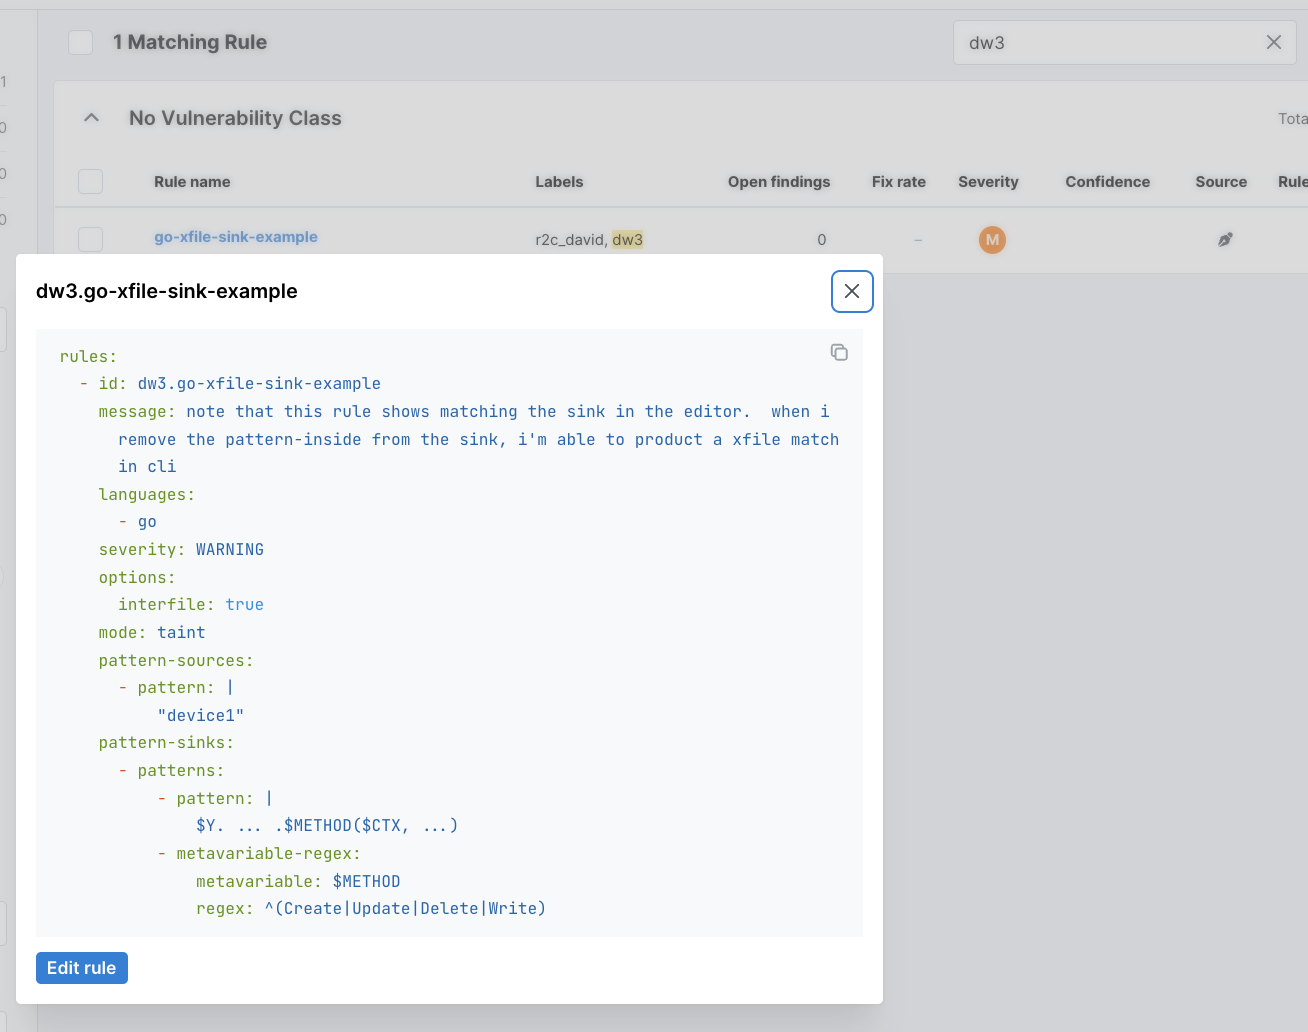 1 Matching Rule
dw3
1
No Vulnerability Class
Tota
0
0
Rule name Labels Open findings Fix rate Severity Confidence Source Rule
0
go-xfile-sink-example r2c_david, dw3 0 – M
dw3.go-xfile-sink-example
rules:
- id: dw3.go-xfile-sink-example
message: note that this rule shows matching the sink in the editor.  when i
remove the pattern-inside from the sink, i'm able to product a xfile match
in cli
languages:
- go
severity: WARNING
options:
interfile: true
mode: taint
pattern-sources:
- pattern: |
"device1"
pattern-sinks:
- patterns:
- pattern: |
$Y. ... .$METHOD($CTX, ...)
- metavariable-regex:
metavariable: $METHOD
regex: ^(Create|Update|Delete|Write)
Edit rule